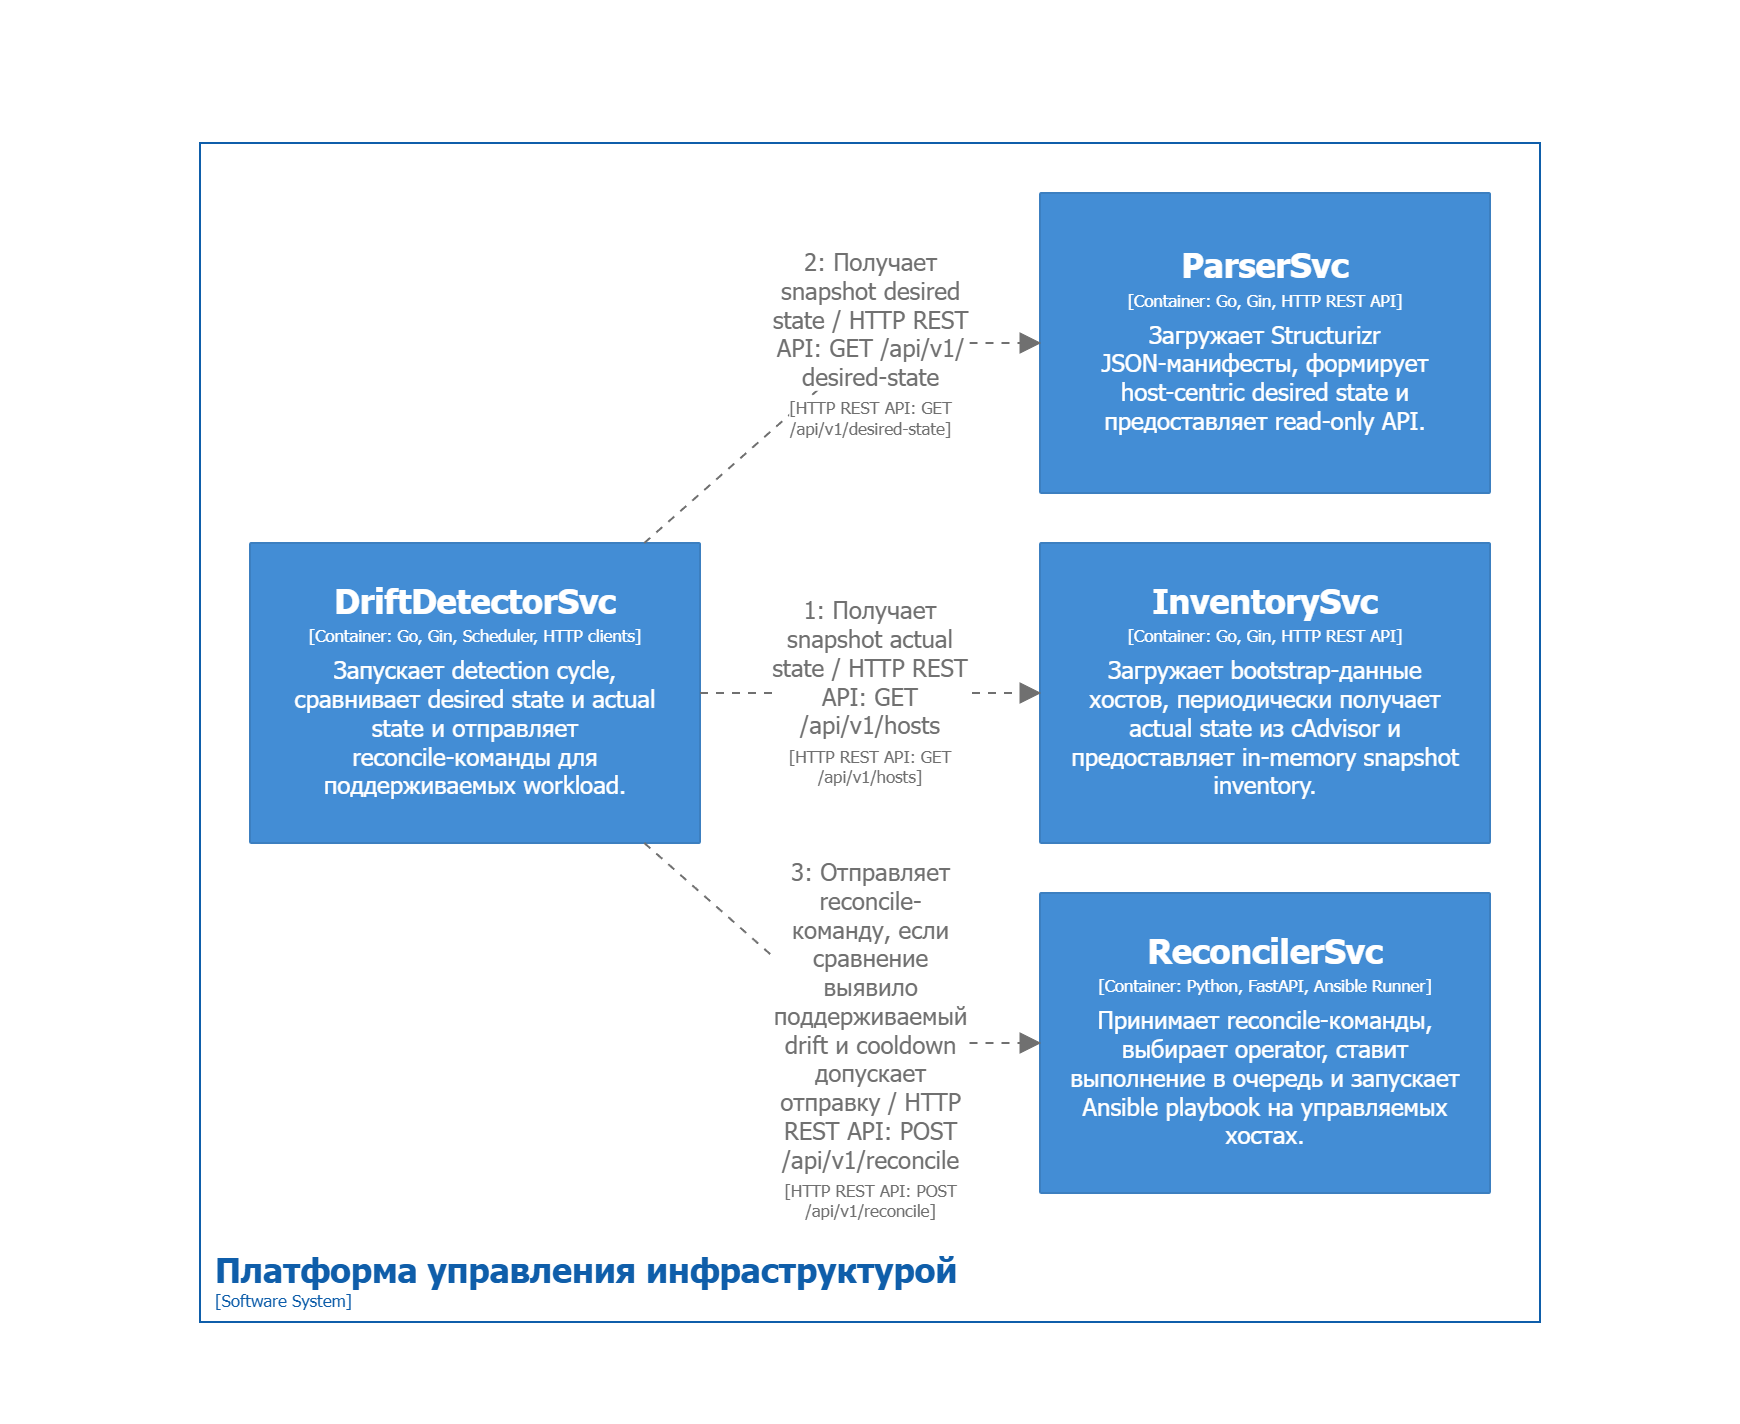 2: Получает
snapshot desired
state / HTTP REST
API: GET /api/v1/
desired-state
[HTTP REST API: GET
/api/v1/desired-state]
ParserSvc
[Container: Go, Gin, HTTP REST API]
Загружает Structurizr
JSON-манифесты, формирует
host-centric desired state и
предоставляет read-only API.
DriftDetectorSvc
[Container: Go, Gin, Scheduler, HTTP clients]
Запускает detection cycle,
сравнивает desired state и actual
state и отправляет
reconcile-команды для
поддерживаемых workload.
1: Получает
snapshot actual
state / HTTP REST
API: GET
/api/v1/hosts
[HTTP REST API: GET
/api/v1/hosts]
InventorySvc
[Container: Go, Gin, HTTP REST API]
Загружает bootstrap-данные
хостов, периодически получает
actual state из cAdvisor и
предоставляет in-memory snapshot
inventory.
3: Отправляет
reconcile-
команду, если
сравнение
выявило
поддерживаемый
drift и cooldown
допускает
отправку / HTTP
REST API: POST
/api/v1/reconcile
[HTTP REST API: POST
/api/v1/reconcile]
ReconcilerSvc
[Container: Python, FastAPI, Ansible Runner]
Принимает reconcile-команды,
выбирает operator, ставит
выполнение в очередь и запускает
Ansible playbook на управляемых
хостах.
Платформа управления инфраструктурой
[Software System]